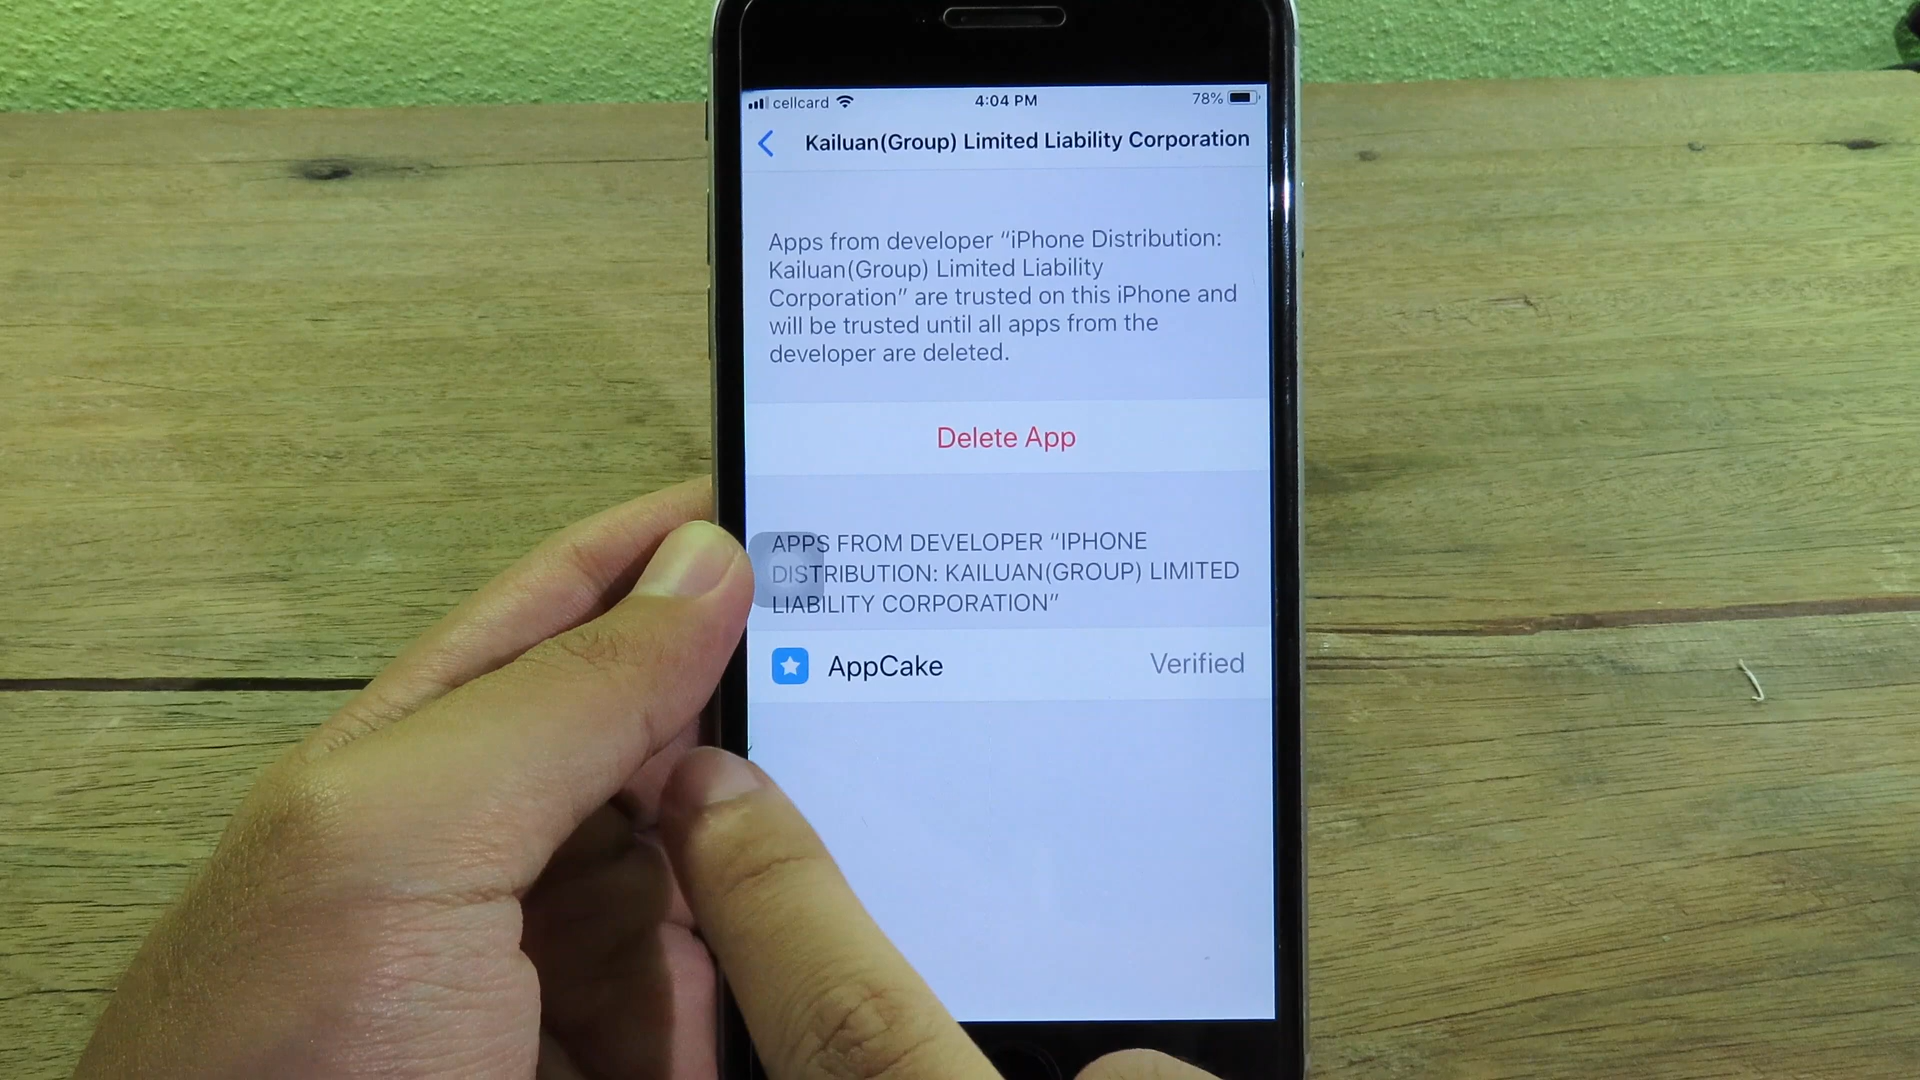 cellcard 4:04 PM 78%
Kailuan(Group) Limited Liability Corporation
Apps from developer “iPhone Distribution:
Kailuan(Group) Limited Liability
Corporation” are trusted on this iPhone and
will be trusted until all apps from the
developer are deleted.
Delete App
APPS FROM DEVELOPER “IPHONE
DISTRIBUTION: KAILUAN(GROUP) LIMITED
LIABILITY CORPORATION”
AppCake Verified